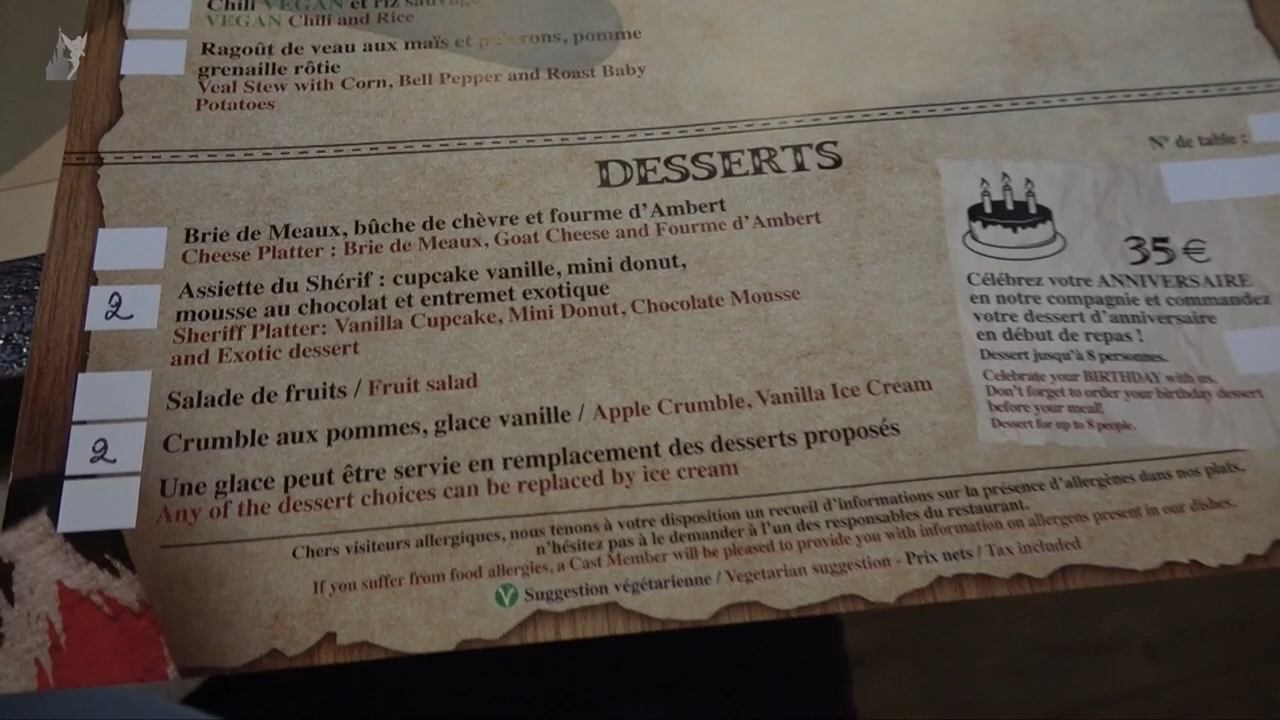 Chili VEGAN et riz sauvage
VEGAN Chili and Rice
Ragoût de veau aux maïs et poivrons, pomme
grenaille rôtie
Veal Stew with Corn, Bell Pepper and Roast Baby
Potatoes
DESSERTS
N° de table :
Brie de Meaux, bûche de chèvre et fourme d'Ambert
Cheese Platter : Brie de Meaux, Goat Cheese and Fourme d'Ambert
2
Assiette du Shérif : cupcake vanille, mini donut,
mousse au chocolat et entremet exotique
Sheriff Platter: Vanilla Cupcake, Mini Donut, Chocolate Mousse
and Exotic dessert
Salade de fruits / Fruit salad
2
Crumble aux pommes, glace vanille / Apple Crumble, Vanilla Ice Cream
Une glace peut être servie en remplacement des desserts proposés
Any of the dessert choices can be replaced by ice cream
35€
Célébrez votre ANNIVERSAIRE
en notre compagnie et commandez
votre dessert d'anniversaire
en début de repas !
Dessert jusqu'à 8 personnes.
Celebrate your BIRTHDAY with us.
Don't forget to order your birthday dessert
before your meal!
Dessert for up to 8 people.
Chers visiteurs allergiques, nous tenons à votre disposition un recueil d'informations sur la présence d'allergènes dans nos plats,
n'hésitez pas à le demander à l'un des responsables du restaurant.
If you suffer from food allergies, a Cast Member will be pleased to provide you with information on allergens present in our dishes.
V Suggestion végétarienne / Vegetarian suggestion - Prix nets / Tax included